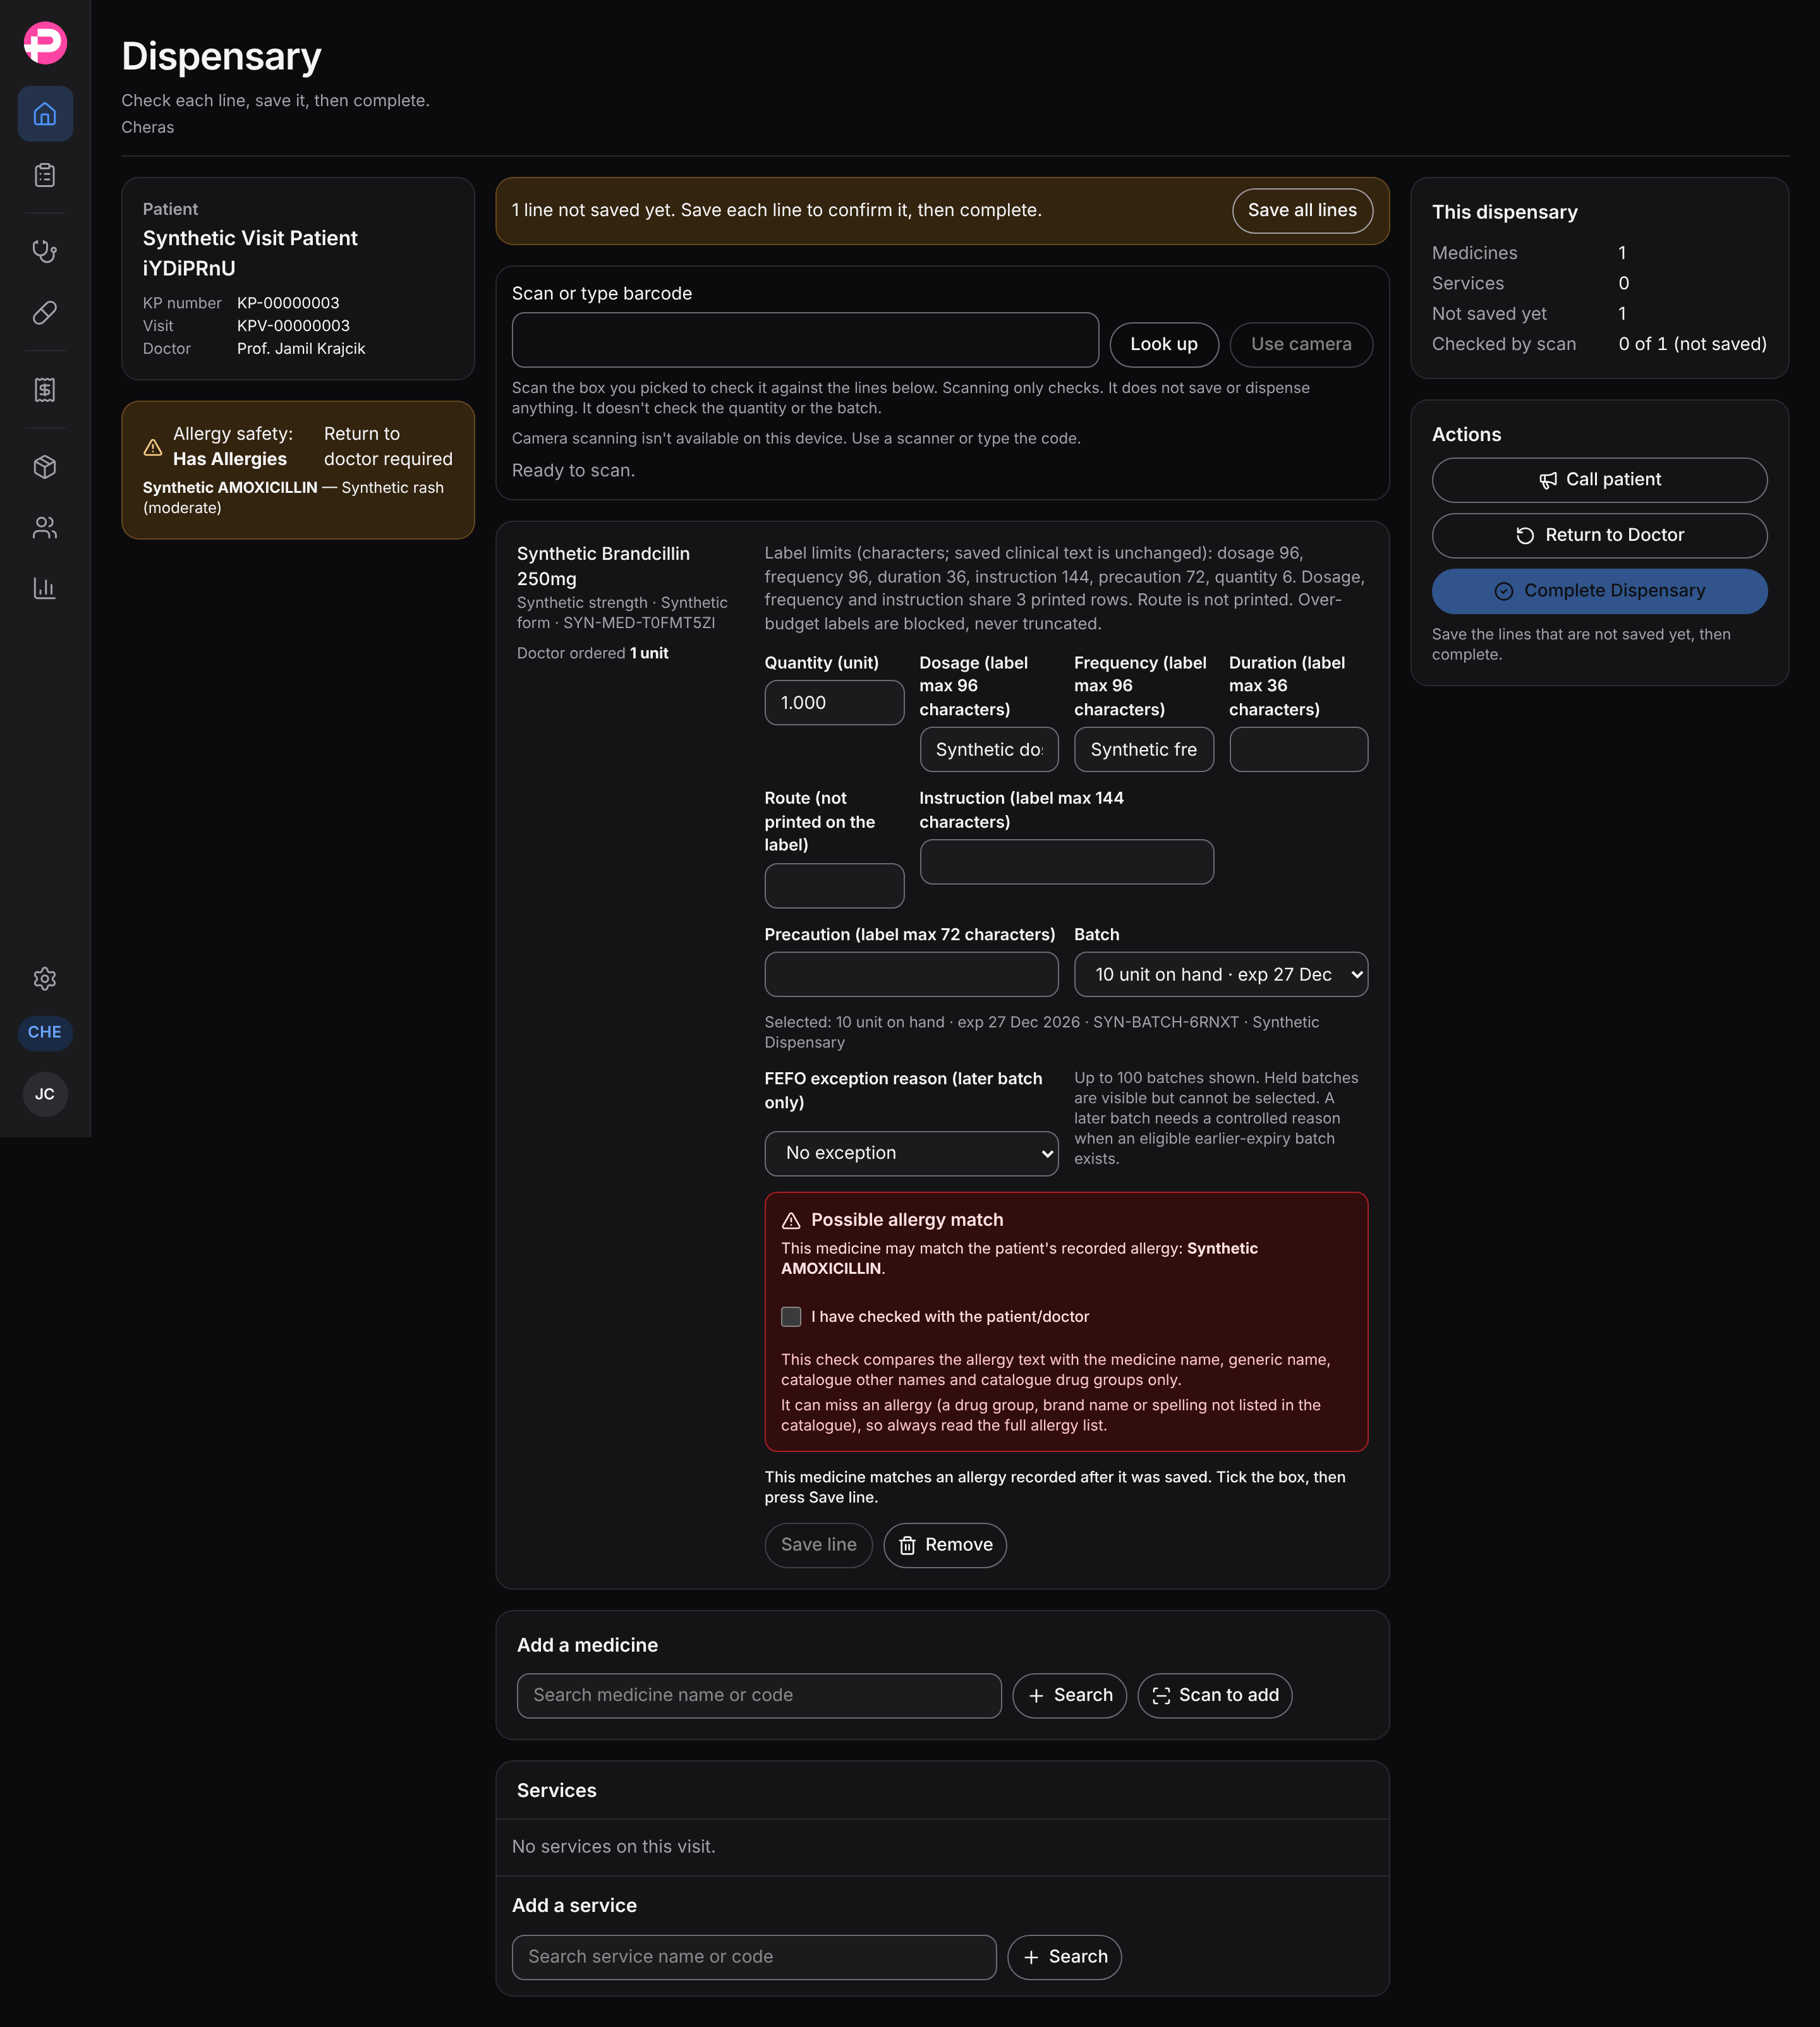 Dispensary
Check each line, save it, then complete.
Cheras
Patient
Synthetic Visit Patient
iYDiPRnU
KP number KP-00000003
Visit KPV-00000003
Doctor Prof. Jamil Krajcik
Allergy safety:
Has Allergies
Return to
doctor required
Synthetic AMOXICILLIN — Synthetic rash
(moderate)
1 line not saved yet. Save each line to confirm it, then complete.
Save all lines
Scan or type barcode
Look up
Use camera
Scan the box you picked to check it against the lines below. Scanning only checks. It does not save or dispense
anything. It doesn't check the quantity or the batch.
Camera scanning isn't available on this device. Use a scanner or type the code.
Ready to scan.
Synthetic Brandcillin
250mg
Synthetic strength · Synthetic
form · SYN-MED-T0FMT5ZI
Doctor ordered 1 unit
Label limits (characters; saved clinical text is unchanged): dosage 96,
frequency 96, duration 36, instruction 144, precaution 72, quantity 6. Dosage,
frequency and instruction share 3 printed rows. Route is not printed. Over-
budget labels are blocked, never truncated.
Quantity (unit)
1.000
Dosage (label
max 96
characters)
Synthetic do
Frequency (label
max 96
characters)
Synthetic fre
Duration (label
max 36
characters)
Route (not
printed on the
label)
Instruction (label max 144
characters)
Precaution (label max 72 characters)
Batch
10 unit on hand · exp 27 Dec
Selected: 10 unit on hand · exp 27 Dec 2026 · SYN-BATCH-6RNXT · Synthetic
Dispensary
FEFO exception reason (later batch
only)
No exception
Up to 100 batches shown. Held batches
are visible but cannot be selected. A
later batch needs a controlled reason
when an eligible earlier-expiry batch
exists.
Possible allergy match
This medicine may match the patient's recorded allergy: Synthetic
AMOXICILLIN.
I have checked with the patient/doctor
This check compares the allergy text with the medicine name, generic name,
catalogue other names and catalogue drug groups only.
It can miss an allergy (a drug group, brand name or spelling not listed in the
catalogue), so always read the full allergy list.
This medicine matches an allergy recorded after it was saved. Tick the box, then
press Save line.
Save line
Remove
Add a medicine
Search medicine name or code
Search
Scan to add
Services
No services on this visit.
Add a service
Search service name or code
Search
This dispensary
Medicines 1
Services 0
Not saved yet 1
Checked by scan 0 of 1 (not saved)
Actions
Call patient
Return to Doctor
Complete Dispensary
Save the lines that are not saved yet, then
complete.
CHE
JC